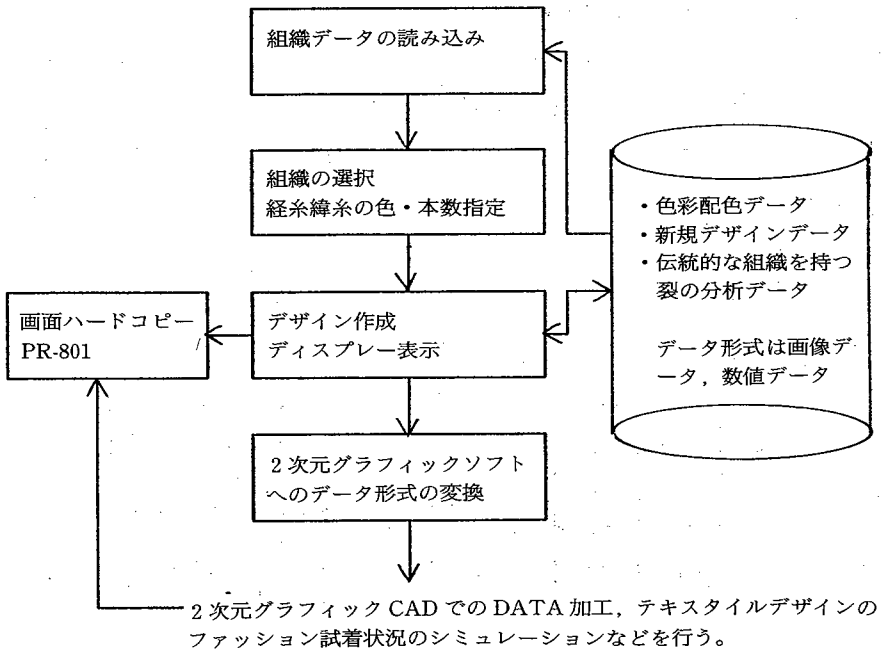 組織データの読み込み
組織の選択
経糸緯糸の色・本数指定
・色彩配色データ
・新規デザインデータ
・伝統的な組織を持つ
裂の分析データ
データ形式は画像デ
ータ，数値データ
画面ハードコピー
PR-801
デザイン作成
ディスプレー表示
2次元グラフィックソフト
へのデータ形式の変換
2次元グラフィックCADでのDATA加工，テキスタイルデザインの
ファッション試着状況のシミュレーションなどを行う。